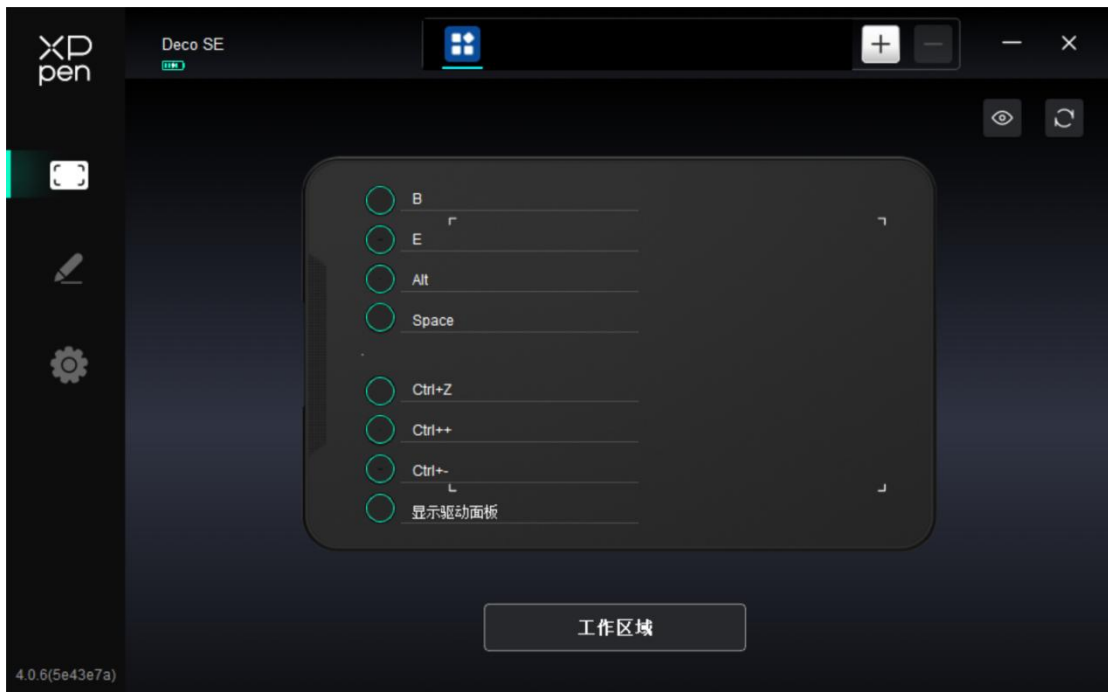 XP
pen
Deco SE
B
E
Alt
Space
Ctrl+Z
Ctrl++
Ctrl+-
显示驱动面板
工作区域
4.0.6(5e43e7a)